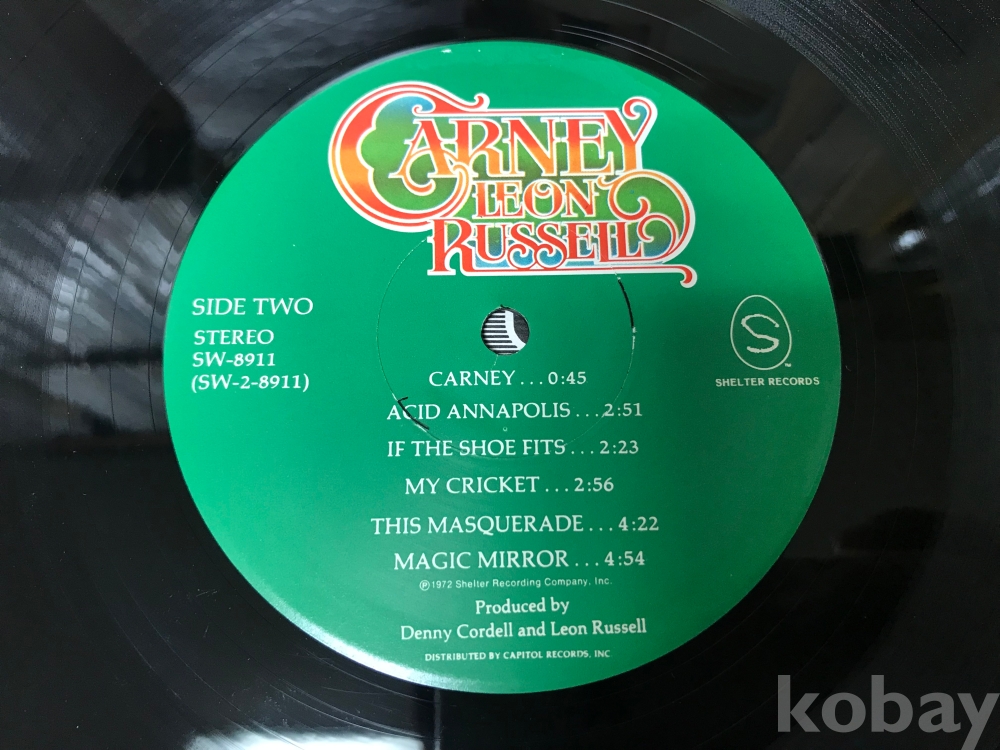 CARNEY
LEON
RUSSELL
SIDE TWO
STEREO
SW-8911
(SW-2-8911)
S
TM
SHELTER RECORDS
CARNEY...0:45
ACID ANNAPOLIS...2:51
IF THE SHOE FITS...2:23
MY CRICKET...2:56
THIS MASQUERADE...4:22
MAGIC MIRROR...4:54
℗1972 Shelter Recording Company, Inc.
Produced by
Denny Cordell and Leon Russell
DISTRIBUTED BY CAPITOL RECORDS, INC
kobay